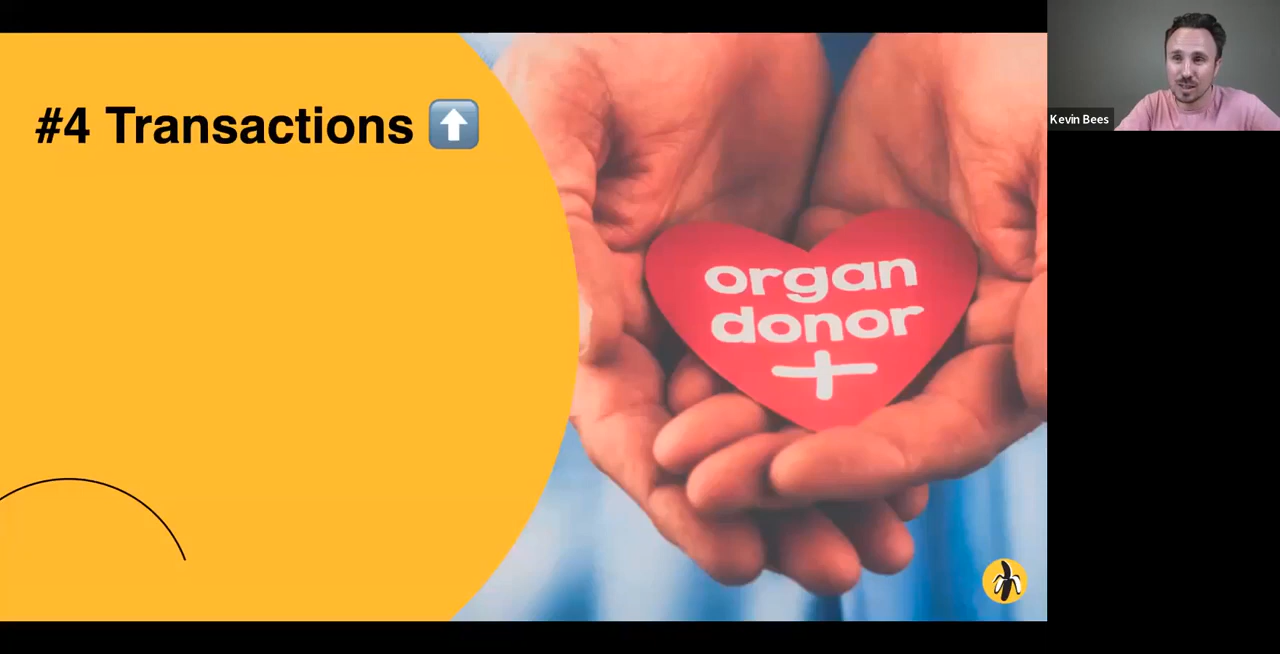 #4 Transactions ⬆️
organ
donor
Kevin Bees